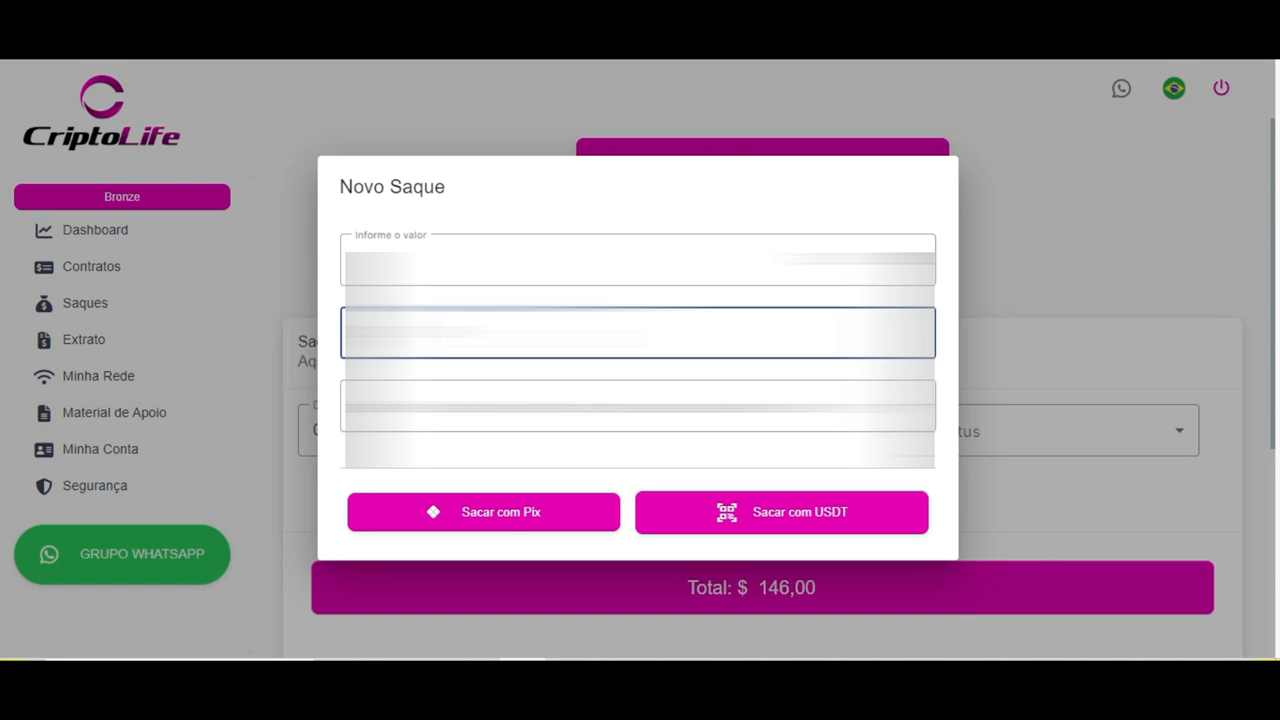 CriptoLife
Bronze
Dashboard
Contratos
Saques
Extrato
Minha Rede
Material de Apoio
Minha Conta
Segurança
GRUPO WHATSAPP
Novo Saque
Informe o valor
Sacar com Pix
Sacar com USDT
Total: $ 146,00